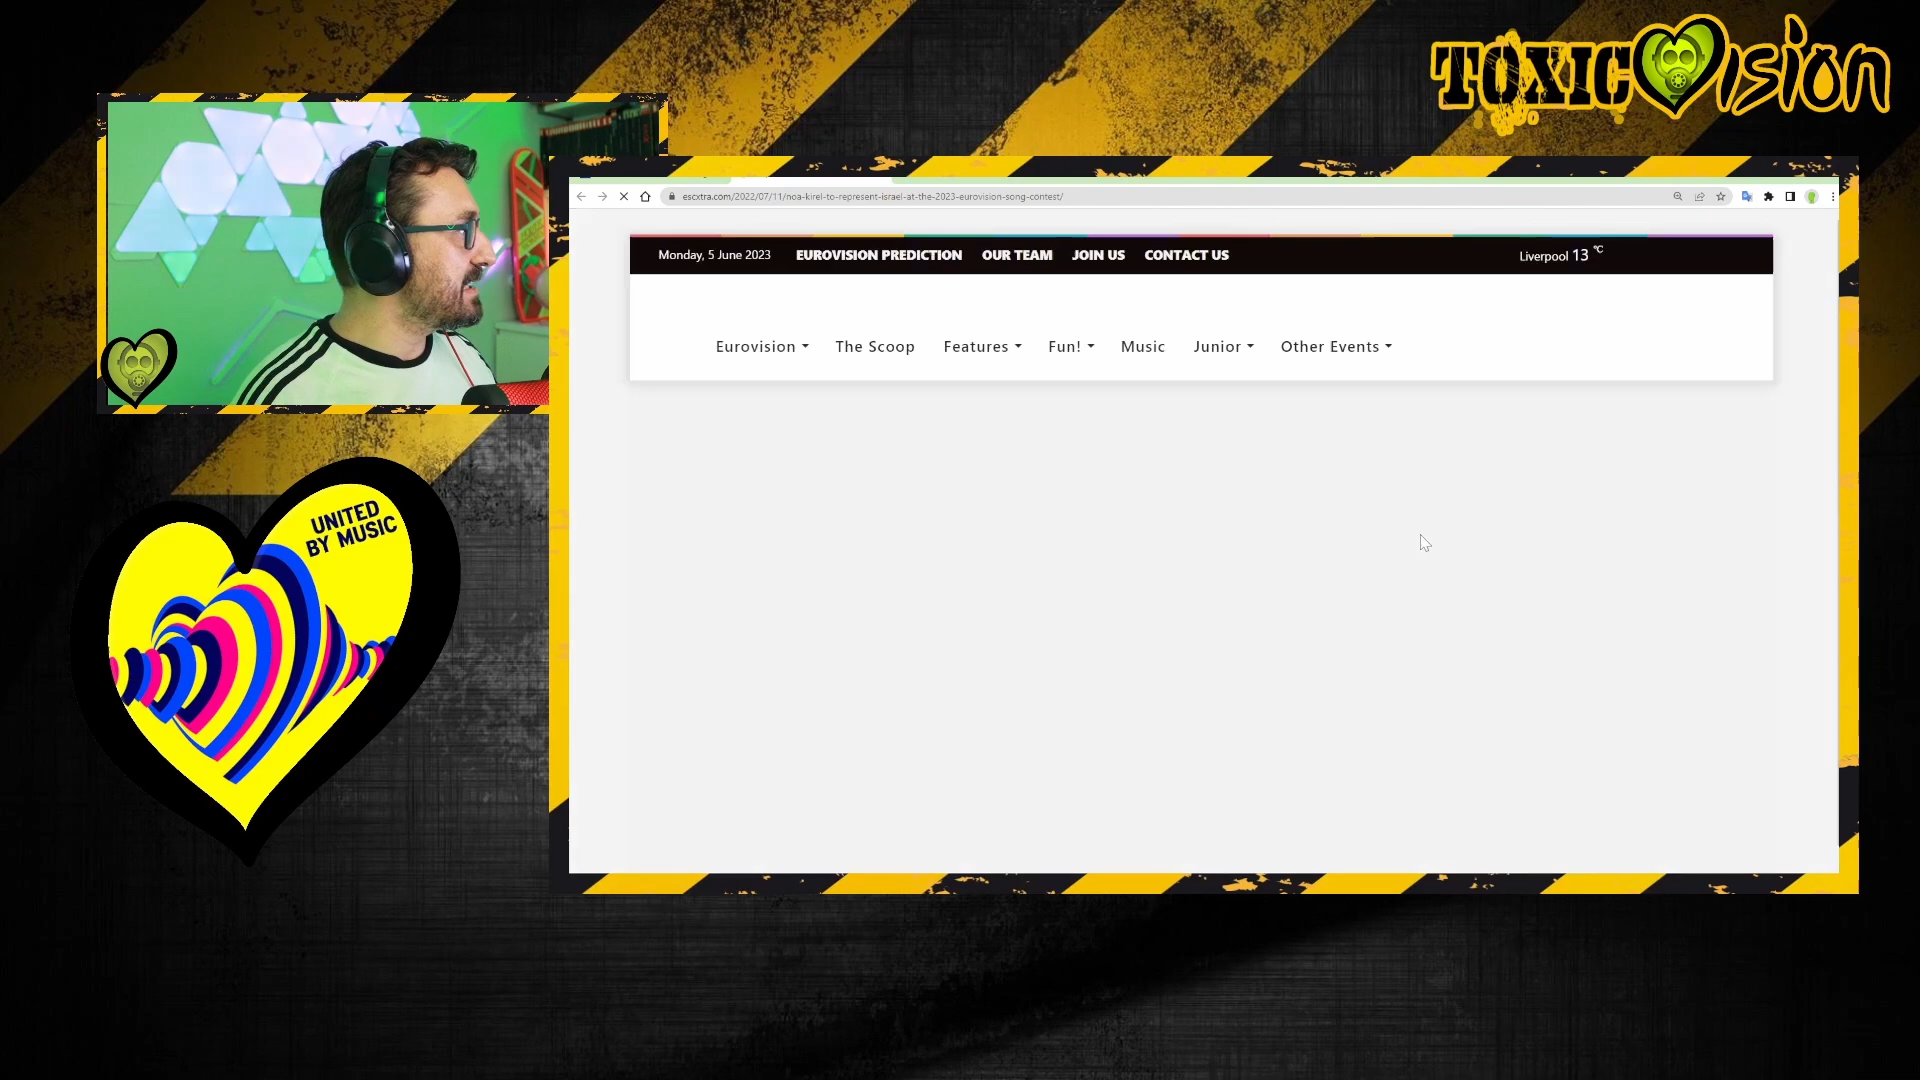 TOXIC Vision
escxtra.com/2022/07/11/noa-kirel-to-represent-israel-at-the-2023-eurovision-song-contest/
Monday, 5 June 2023 EUROVISION PREDICTION OUR TEAM JOIN US CONTACT US Liverpool 13 °C
Eurovision The Scoop Features Fun! Music Junior Other Events
UNITED
BY MUSIC